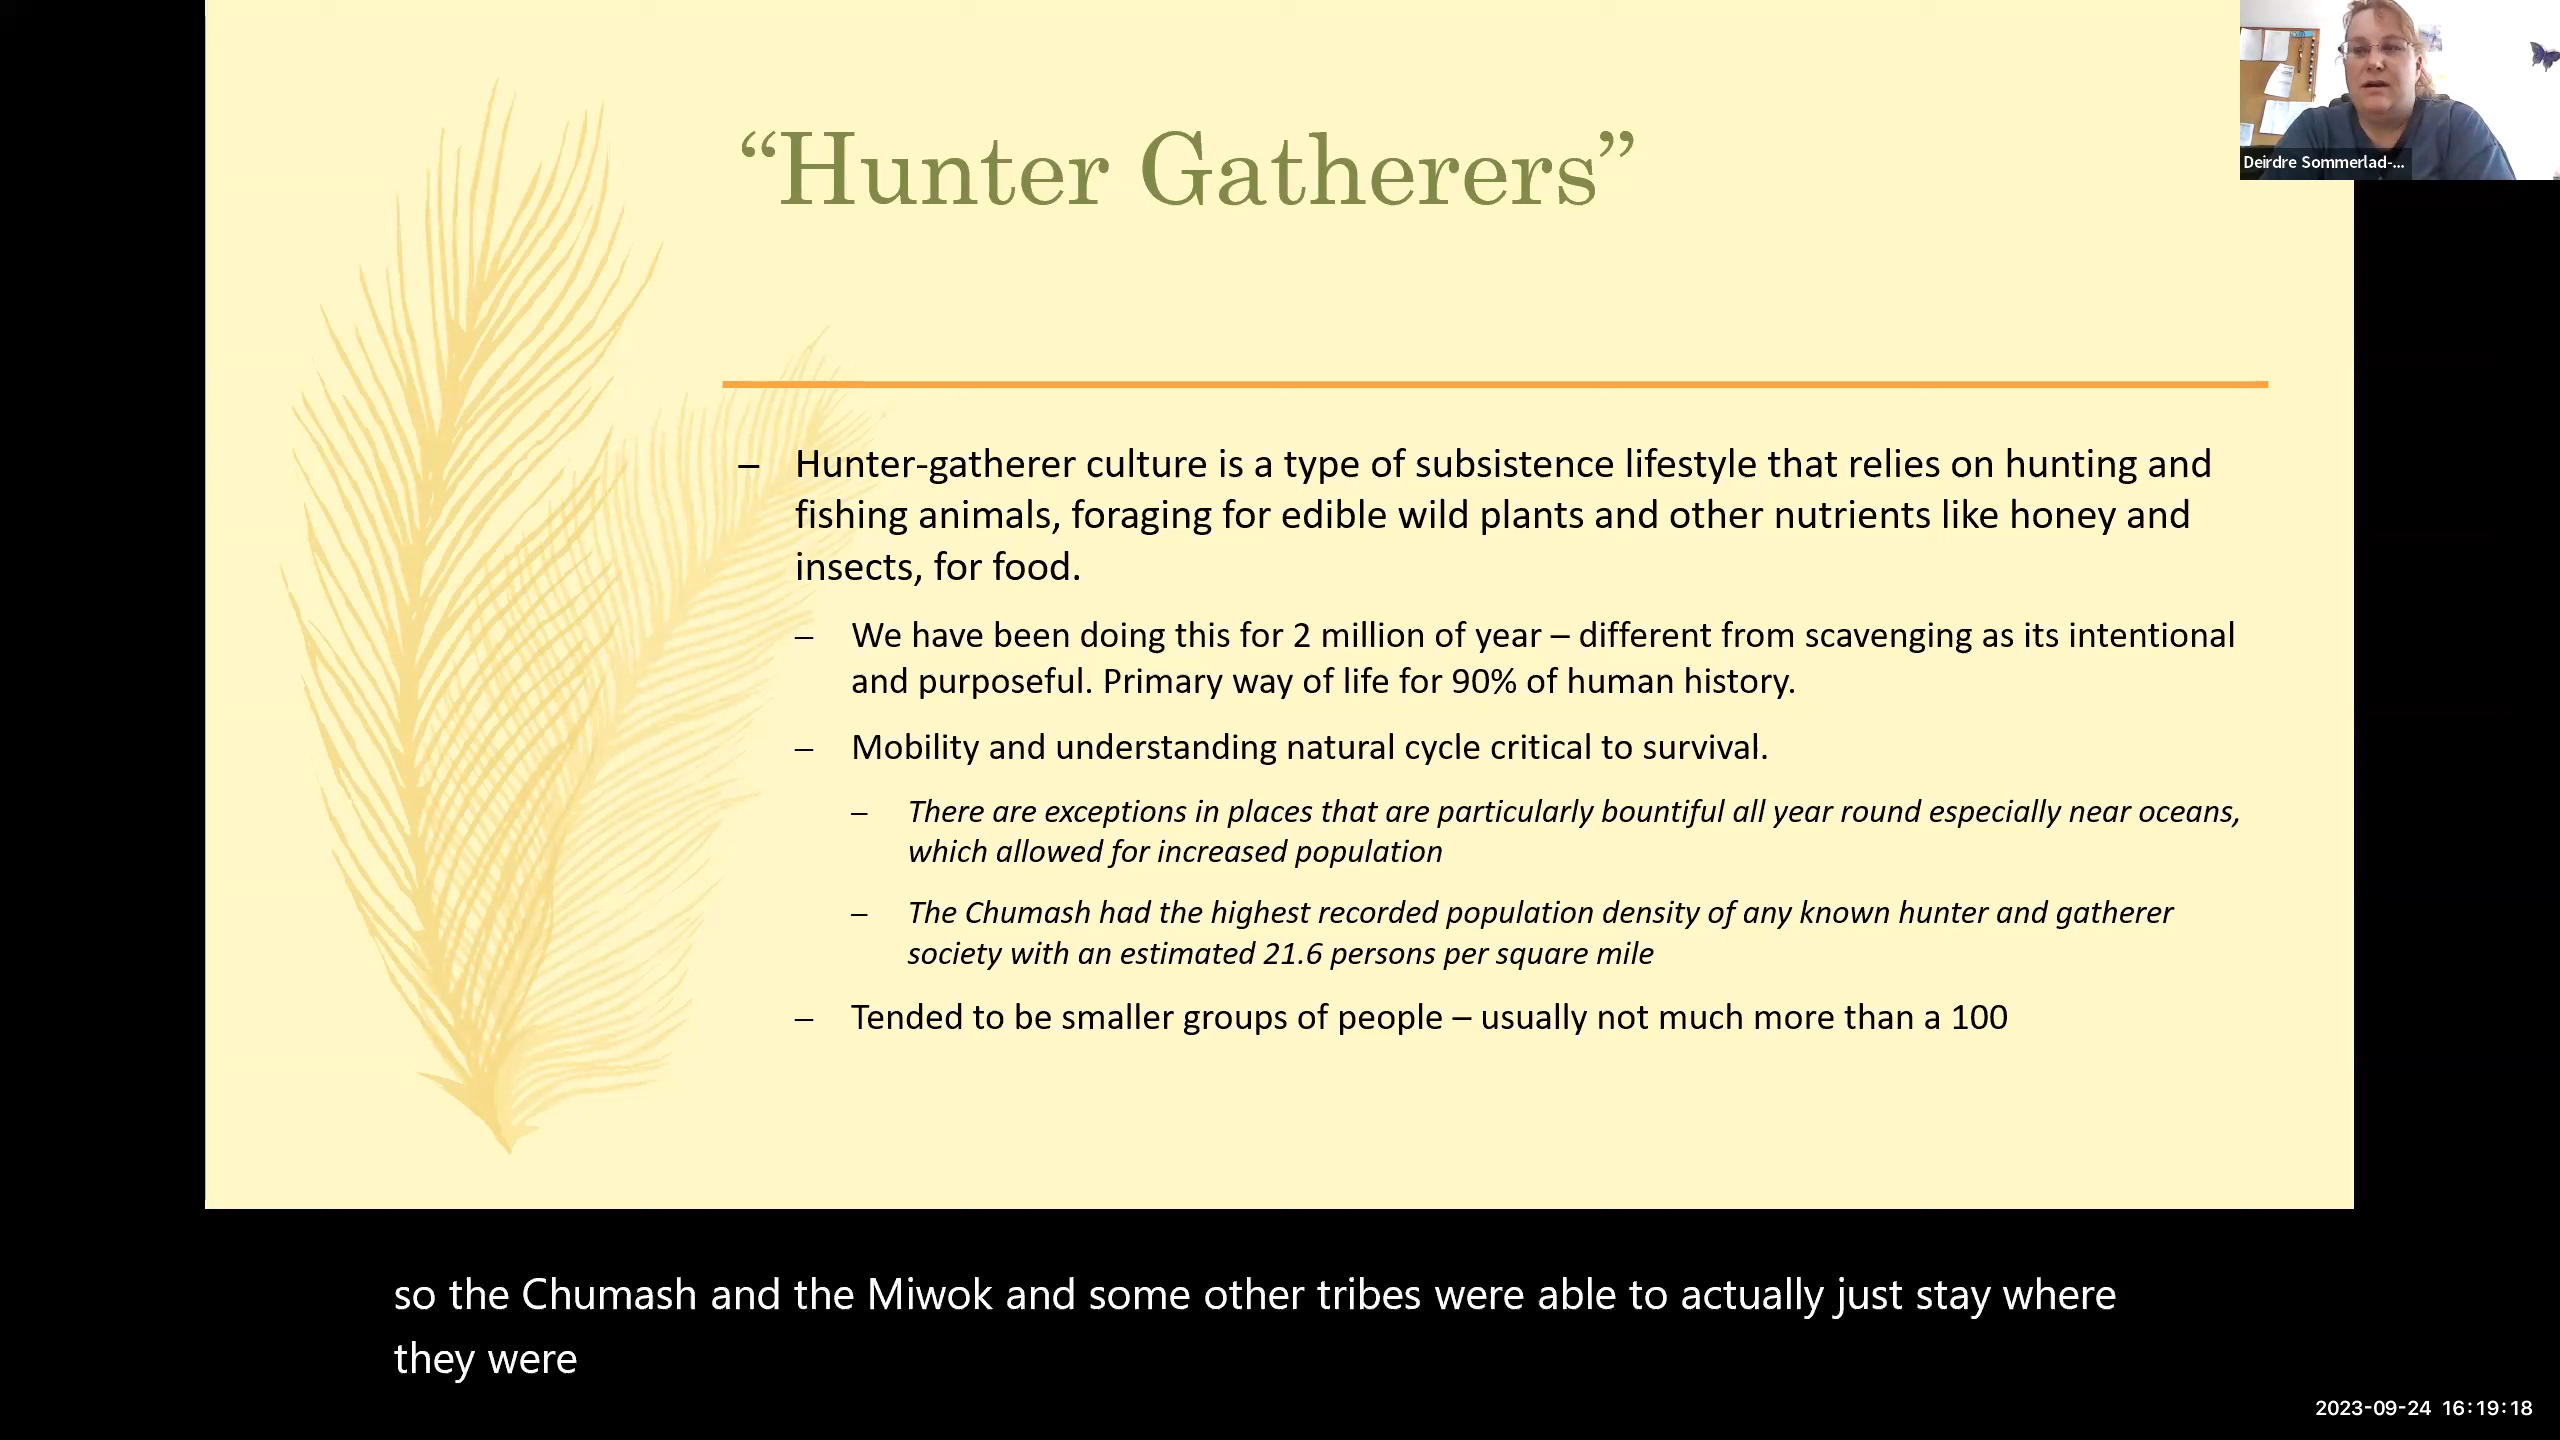 “Hunter Gatherers”
Deirdre Sommerlad-...
– Hunter-gatherer culture is a type of subsistence lifestyle that relies on hunting and
fishing animals, foraging for edible wild plants and other nutrients like honey and
insects, for food.
– We have been doing this for 2 million of year – different from scavenging as its intentional
and purposeful. Primary way of life for 90% of human history.
– Mobility and understanding natural cycle critical to survival.
– There are exceptions in places that are particularly bountiful all year round especially near oceans,
which allowed for increased population
– The Chumash had the highest recorded population density of any known hunter and gatherer
society with an estimated 21.6 persons per square mile
– Tended to be smaller groups of people – usually not much more than a 100
so the Chumash and the Miwok and some other tribes were able to actually just stay where
they were
2023-09-24 16:19:18